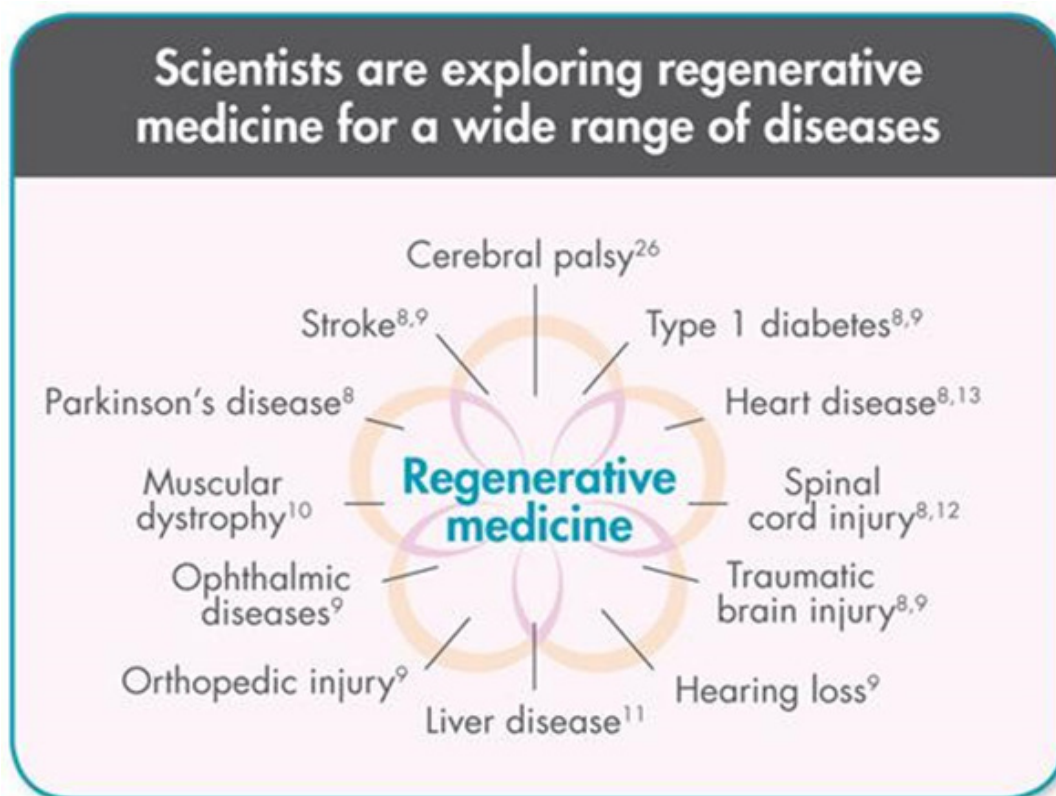 Scientists are exploring regenerative
medicine for a wide range of diseases
Cerebral palsy²⁶
Stroke⁸,⁹
Type 1 diabetes⁸,⁹
Parkinson's disease⁸
Heart disease⁸,¹³
Muscular
dystrophy¹⁰
Regenerative
medicine
Spinal
cord injury⁸,¹²
Ophthalmic
diseases⁹
Traumatic
brain injury⁸,⁹
Orthopedic injury⁹
Hearing loss⁹
Liver disease¹¹